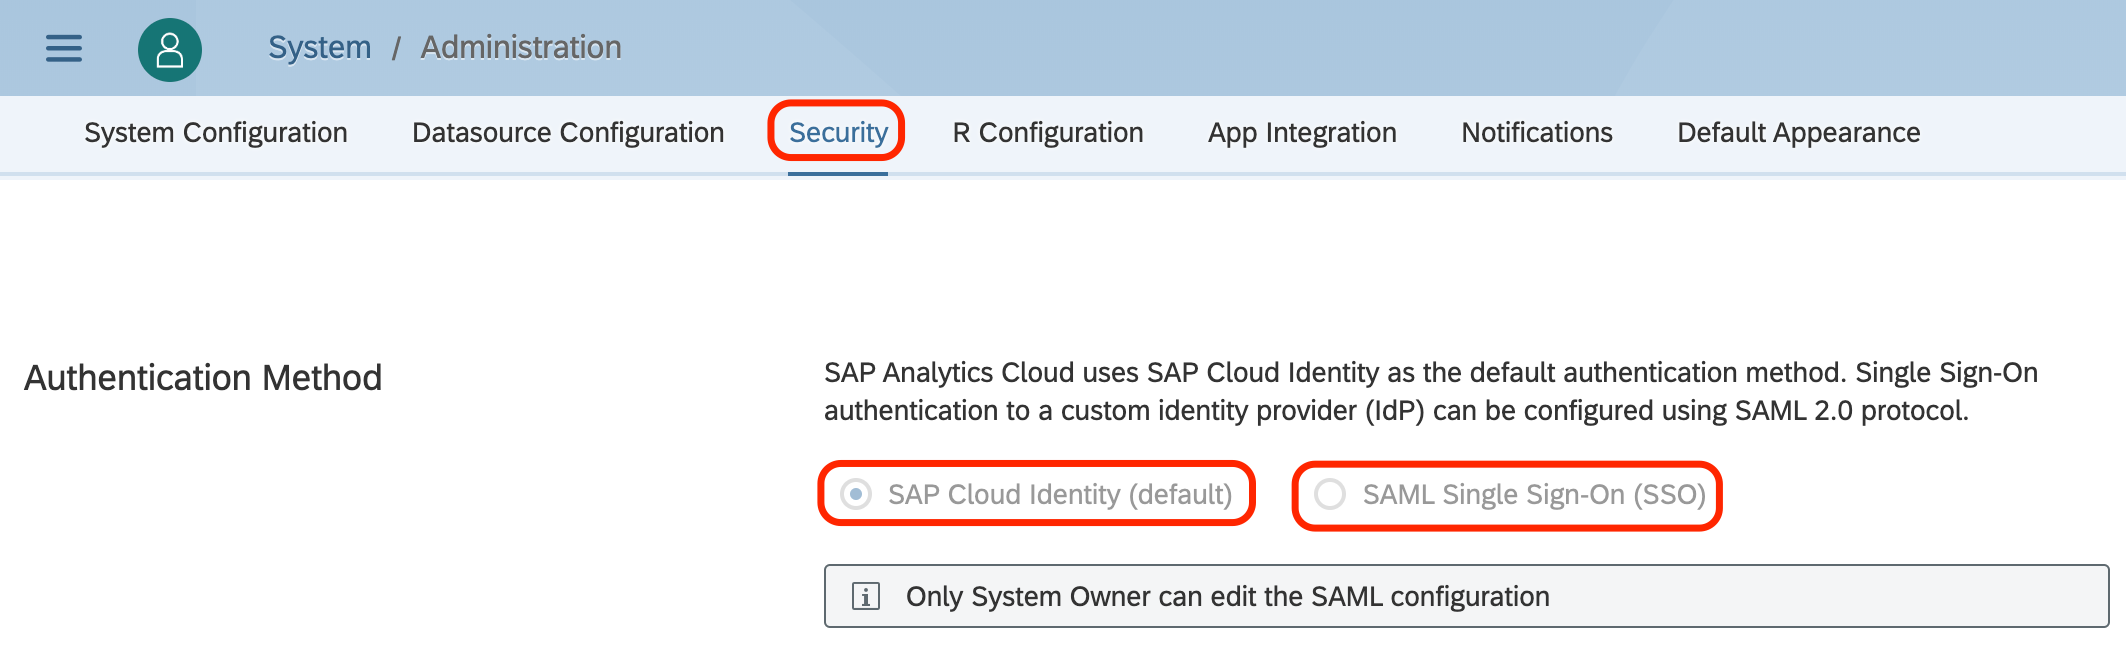 System / Administration
System Configuration Datasource Configuration Security R Configuration App Integration Notifications Default Appearance
Authentication Method
SAP Analytics Cloud uses SAP Cloud Identity as the default authentication method. Single Sign-On
authentication to a custom identity provider (IdP) can be configured using SAML 2.0 protocol.
SAP Cloud Identity (default) SAML Single Sign-On (SSO)
Only System Owner can edit the SAML configuration